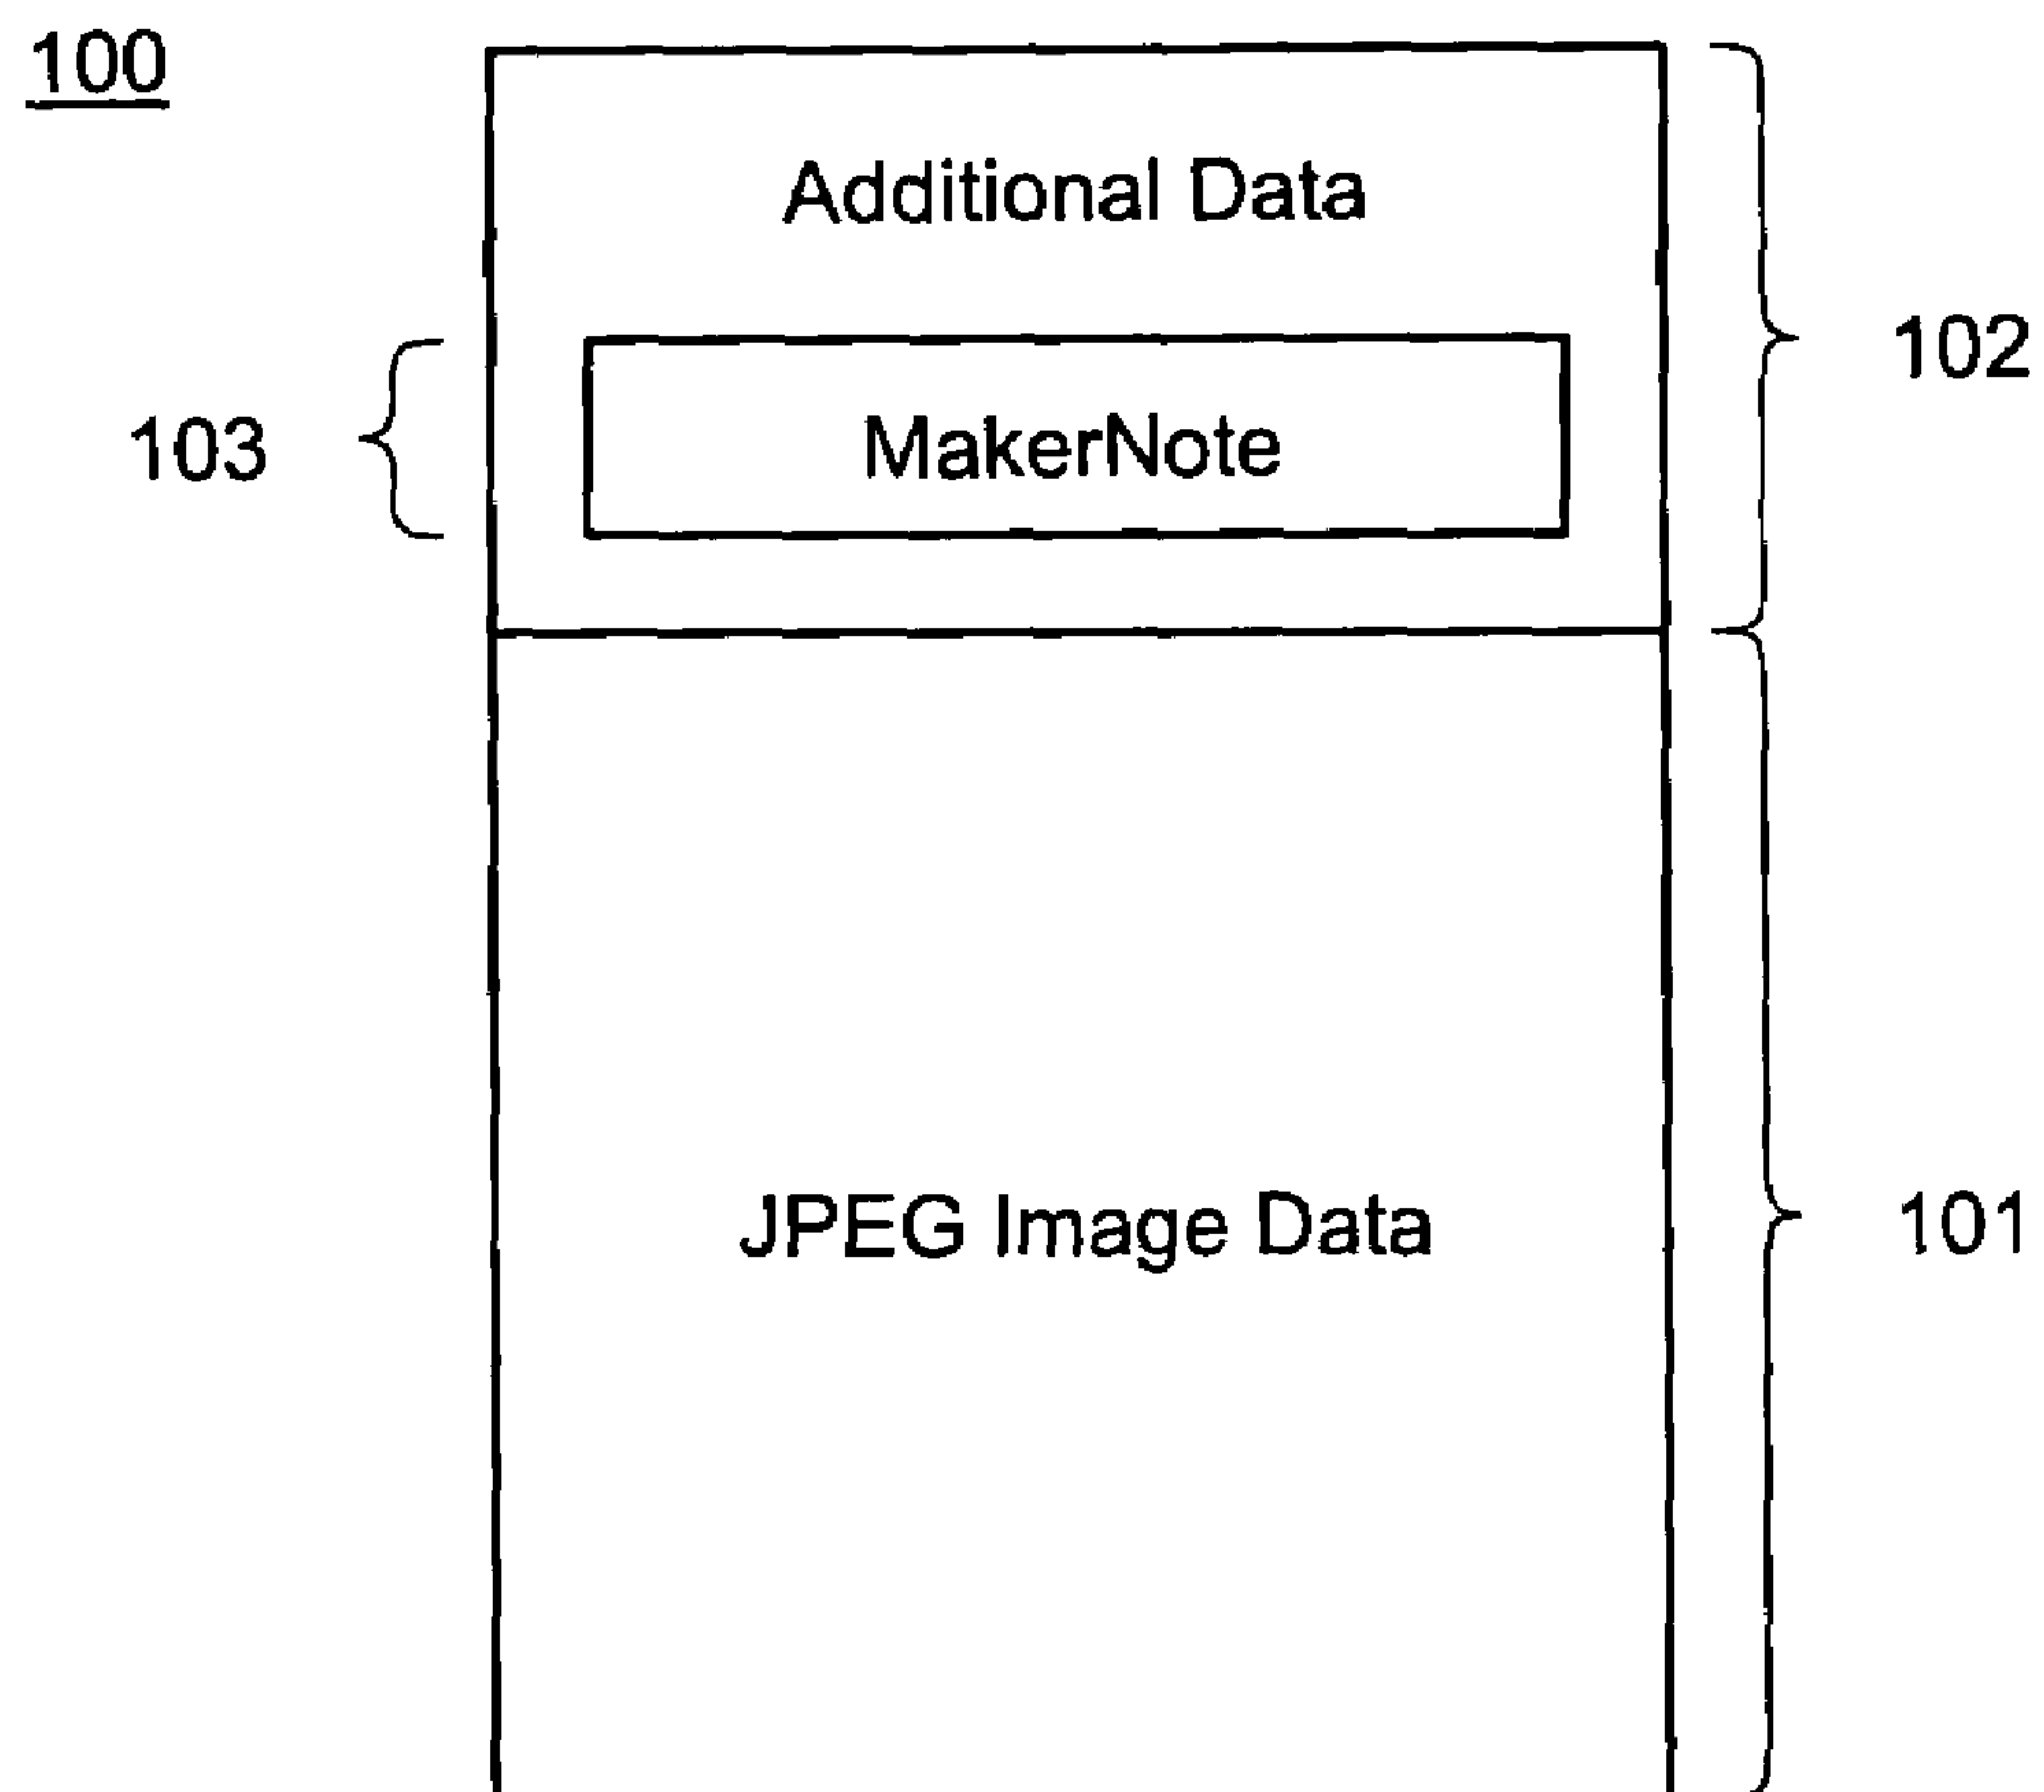 100
Additional Data
102
103
MakerNote
JPEG Image Data
101